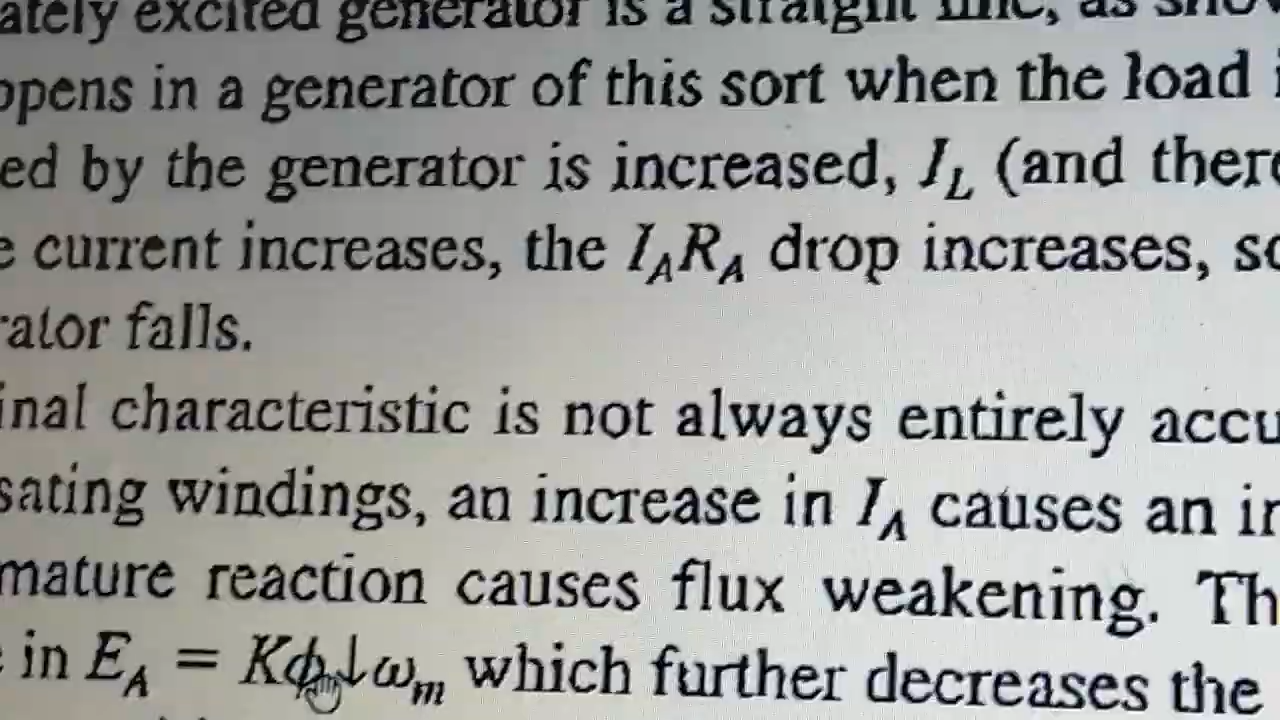 ately excited generator is a straight line, as sho
ppens in a generator of this sort when the load i
ed by the generator is increased, I_L (and there
e current increases, the I_A R_A drop increases, so
rator falls.
inal characteristic is not always entirely accu
sating windings, an increase in I_A causes an in
mature reaction causes flux weakening. Th
in E_A = Kϕ↓ω_m which further decreases the